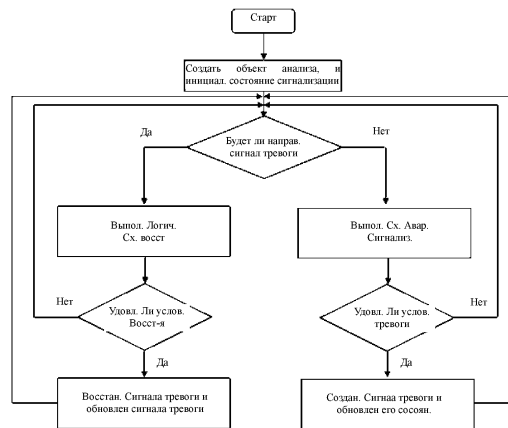 Старт
Создать объект анализа, и
инициал. состояние сигнализации
Да
Будет ли направ.
сигнал тревоги
Нет
Выпол. Логич.
Сх. восст
Выпол. Сх. Авар.
Сигнализ.
Нет
Удовл. Ли услов.
Восст-я
Удовл. Ли услов.
тревоги
Нет
Да
Да
Восстан. Сигнала тревоги и
обновлен сигнала тревоги
Создан. Сигнаа тревоги и
обновлен его сосоян.